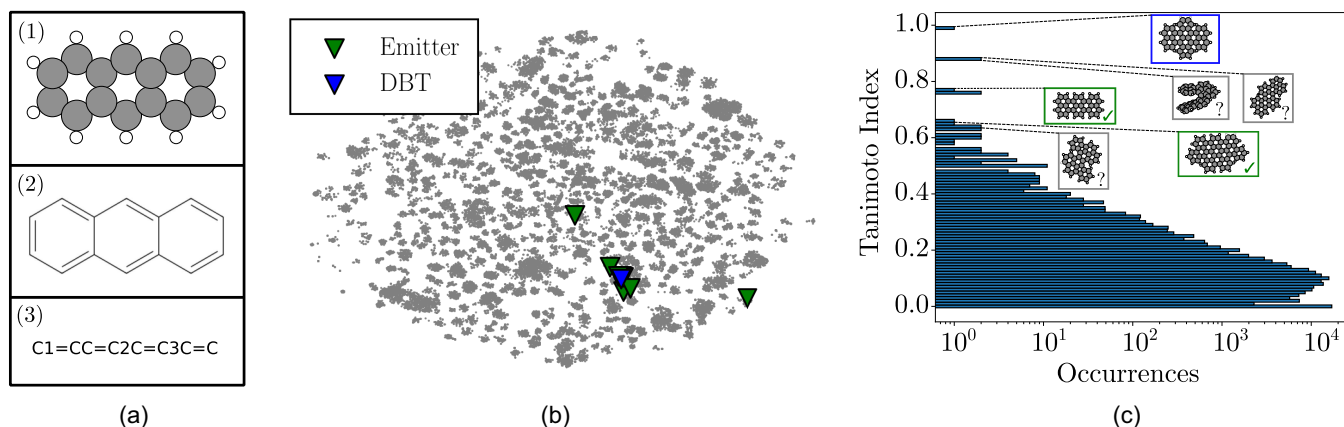 (1)
(2)
(3)
C1=CC=C2C=C3C=C
(a)
Emitter
DBT
(b)
Tanimoto Index
1.0
0.8
0.6
0.4
0.2
0.0
?
?
✓
?
✓
10^0
10^1
10^2
10^3
10^4
Occurrences
(c)